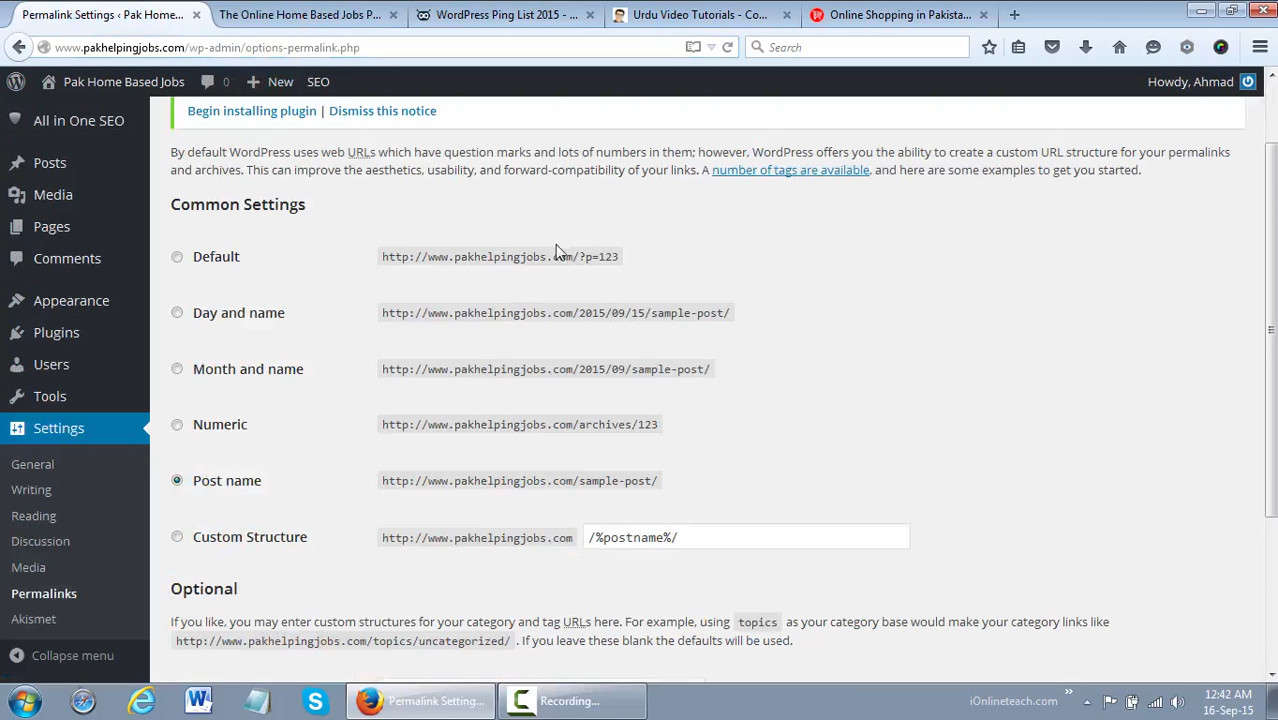 Permalink Settings ‹ Pak Home...
The Online Home Based Jobs P...
WordPress Ping List 2015 - ...
Urdu Video Tutorials - Co...
Online Shopping in Pakista...
www.pakhelpingjobs.com/wp-admin/options-permalink.php
Search
Pak Home Based Jobs
0
New
SEO
Howdy, Ahmad
All in One SEO
Posts
Media
Pages
Comments
Appearance
Plugins
Users
Tools
Settings
General
Writing
Reading
Discussion
Media
Permalinks
Akismet
Collapse menu
Begin installing plugin | Dismiss this notice
By default WordPress uses web URLs which have question marks and lots of numbers in them; however, WordPress offers you the ability to create a custom URL structure for your permalinks
and archives. This can improve the aesthetics, usability, and forward-compatibility of your links. A number of tags are available, and here are some examples to get you started.
Common Settings
Default http://www.pakhelpingjobs.com/?p=123
Day and name http://www.pakhelpingjobs.com/2015/09/15/sample-post/
Month and name http://www.pakhelpingjobs.com/2015/09/sample-post/
Numeric http://www.pakhelpingjobs.com/archives/123
Post name http://www.pakhelpingjobs.com/sample-post/
Custom Structure http://www.pakhelpingjobs.com /%postname%/
Optional
If you like, you may enter custom structures for your category and tag URLs here. For example, using topics as your category base would make your category links like
http://www.pakhelpingjobs.com/topics/uncategorized/ . If you leave these blank the defaults will be used.
Permalink Setting...
Recording...
iOnlineteach.com
12:42 AM
16-Sep-15